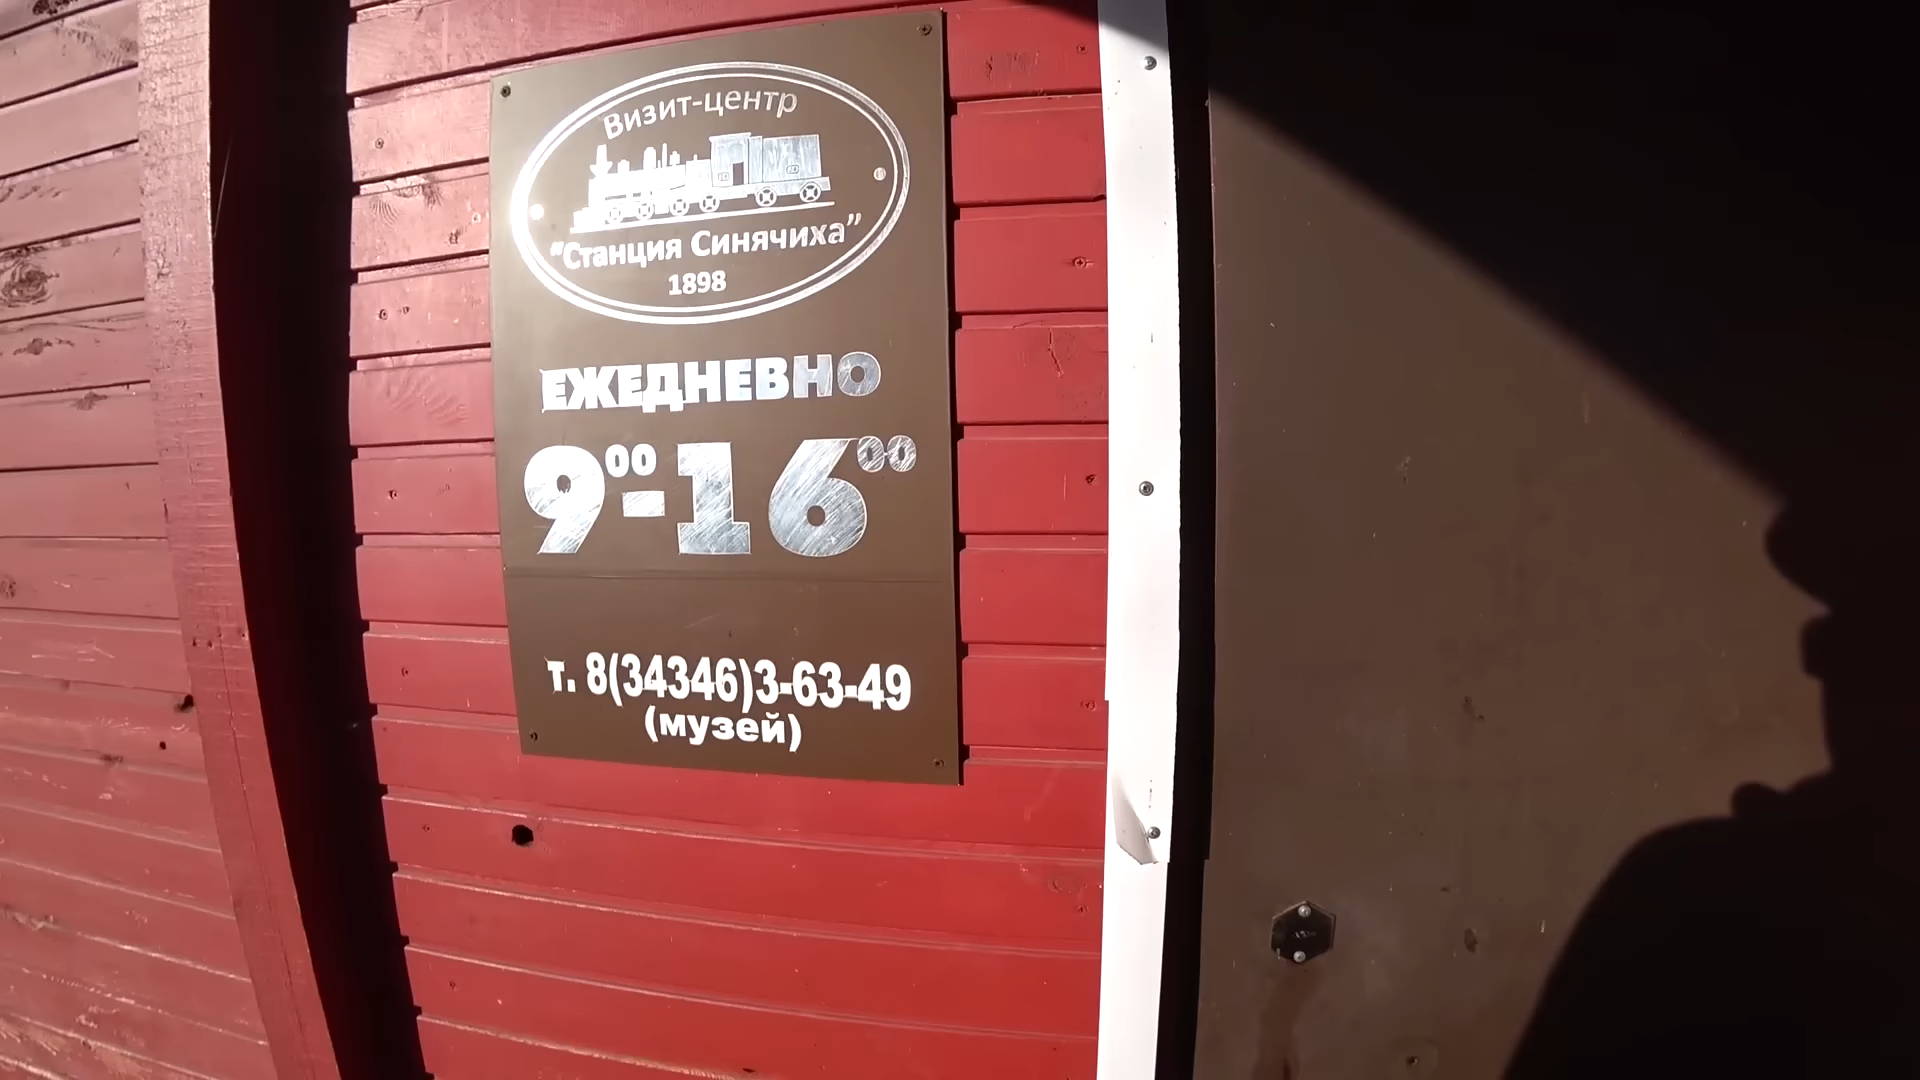 Визит-центр
"Станция Синячиха"
1898
ЕЖЕДНЕВНО
9⁰⁰-16⁰⁰
т. 8(34346)3-63-49
(музей)